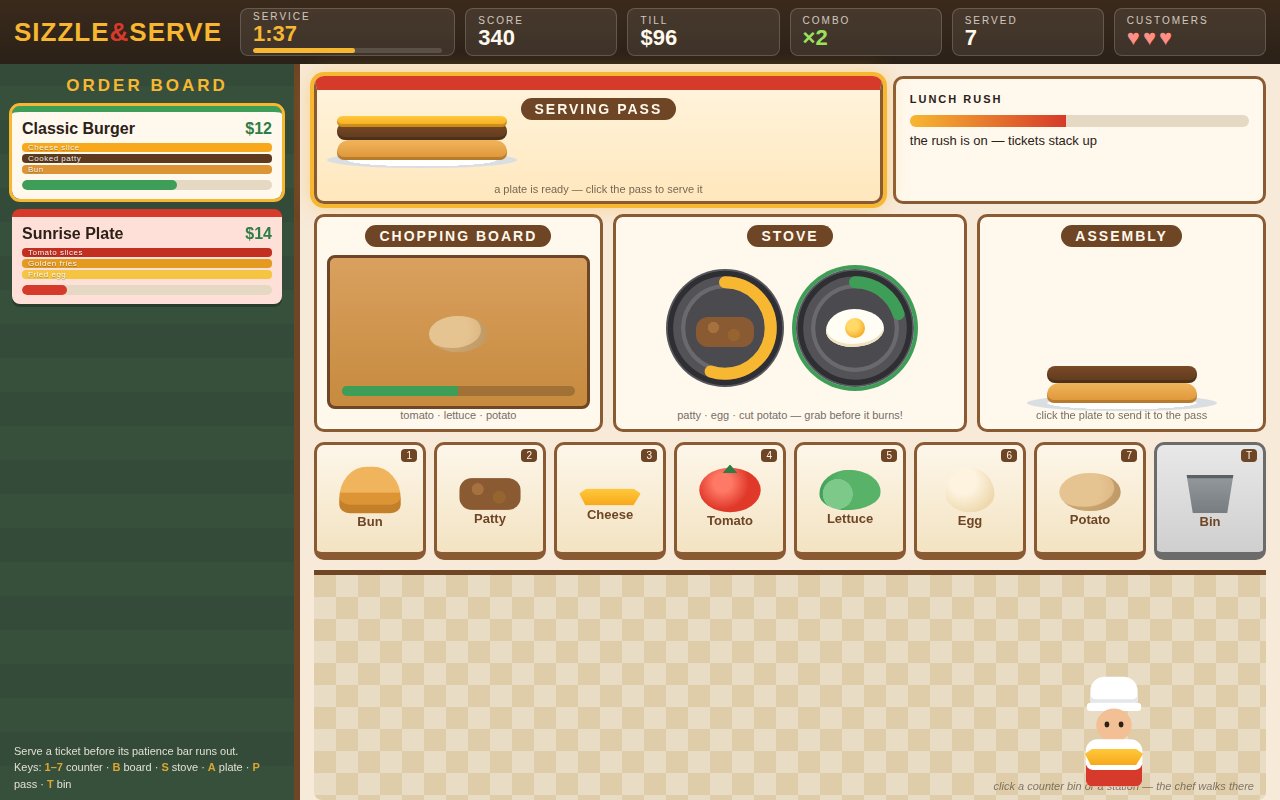 SIZZLE&SERVE
SERVICE
1:37
SCORE
340
TILL
$96
COMBO
×2
SERVED
7
CUSTOMERS
ORDER BOARD
Classic Burger $12
Cheese slice
Cooked patty
Bun
Sunrise Plate $14
Tomato slices
Golden fries
Fried egg
Serve a ticket before its patience bar runs out.
Keys: 1–7 counter · B board · S stove · A plate · P
pass · T bin
SERVING PASS
a plate is ready — click the pass to serve it
LUNCH RUSH
the rush is on — tickets stack up
CHOPPING BOARD
tomato · lettuce · potato
STOVE
patty · egg · cut potato — grab before it burns!
ASSEMBLY
click the plate to send it to the pass
1
Bun
2
Patty
3
Cheese
4
Tomato
5
Lettuce
6
Egg
7
Potato
T
Bin
click a counter bin or a station — the chef walks there